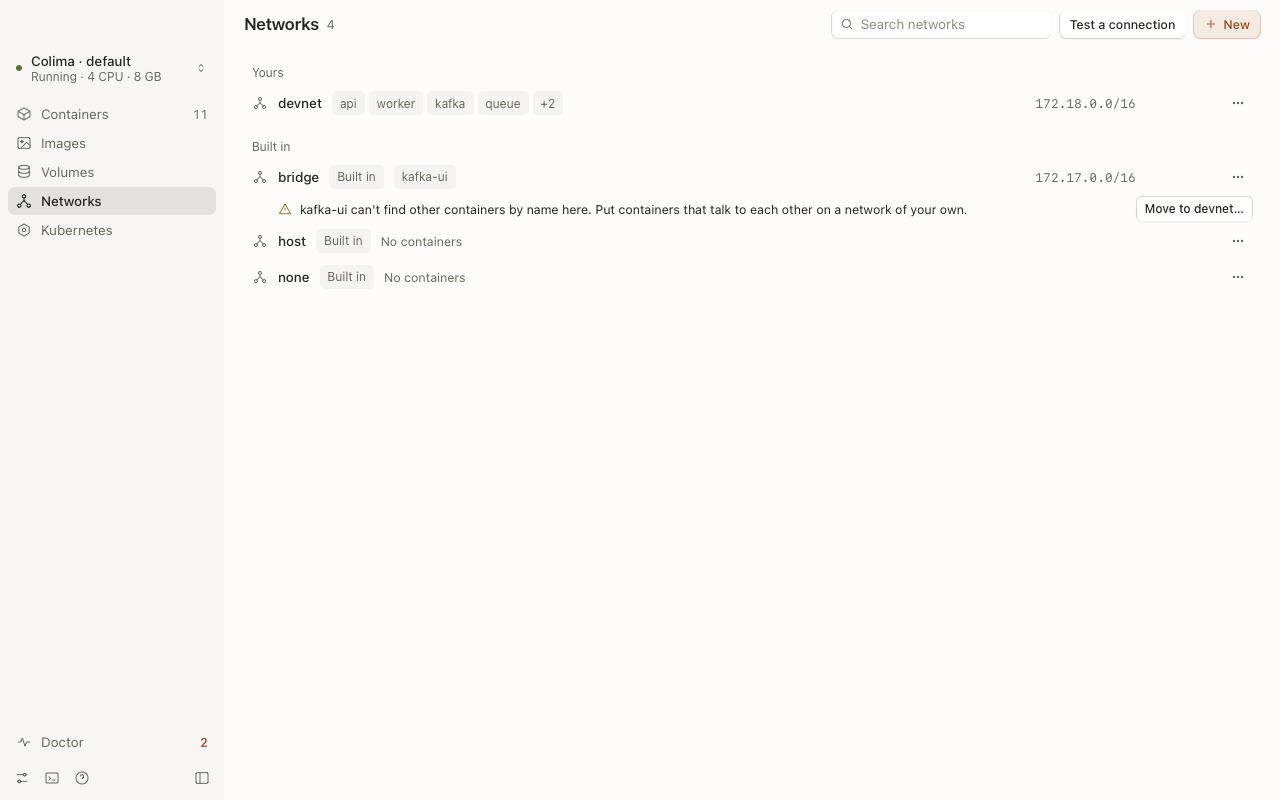 Networks 4
Search networks
Test a connection
New
Colima · default
Running · 4 CPU · 8 GB
Containers 11
Images
Volumes
Networks
Kubernetes
Yours
devnet api worker kafka queue +2 172.18.0.0/16
Built in
bridge Built in kafka-ui 172.17.0.0/16
kafka-ui can't find other containers by name here. Put containers that talk to each other on a network of your own. Move to devnet...
host Built in No containers
none Built in No containers
Doctor 2